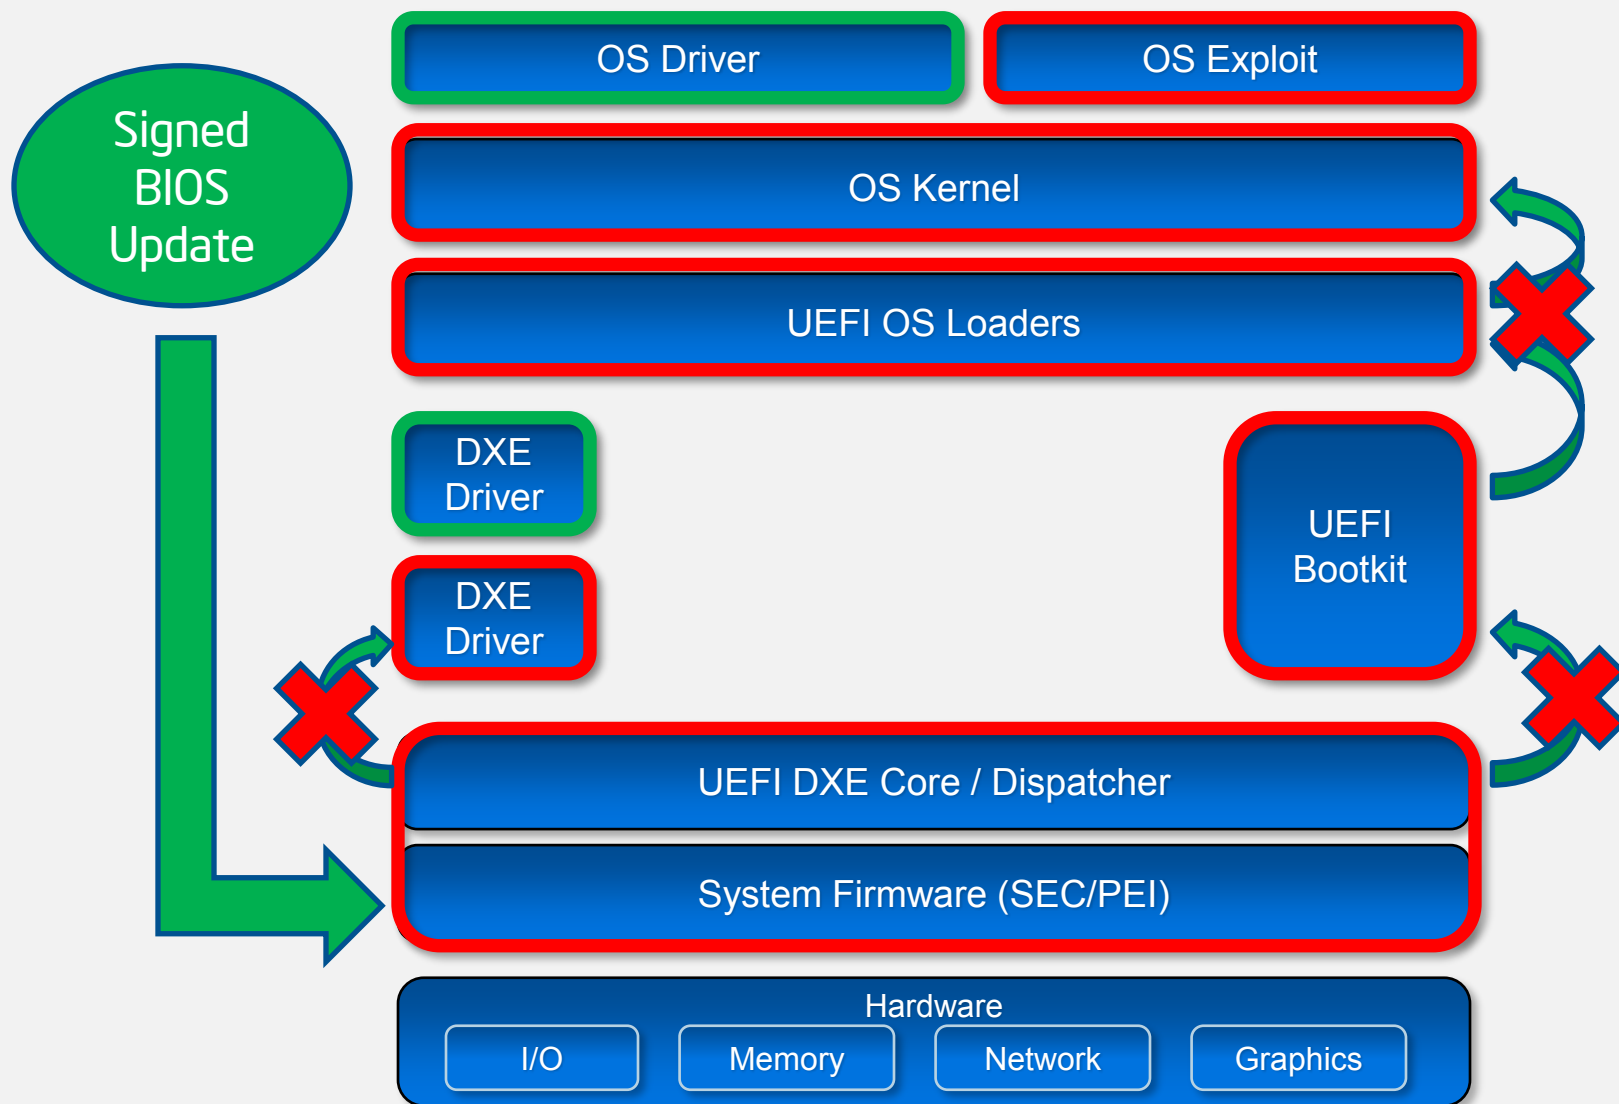 OS Driver
OS Exploit
Signed
BIOS
Update
OS Kernel
UEFI OS Loaders
DXE
Driver
UEFI
Bootkit
DXE
Driver
UEFI DXE Core / Dispatcher
System Firmware (SEC/PEI)
Hardware
I/O
Memory
Network
Graphics